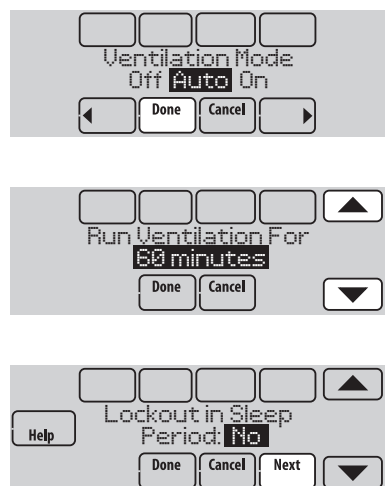 Ventilation Mode
Off Auto On
Done Cancel
Run Ventilation For
60 minutes
Done Cancel
Lockout in Sleep
Help Period: No
Done Cancel Next